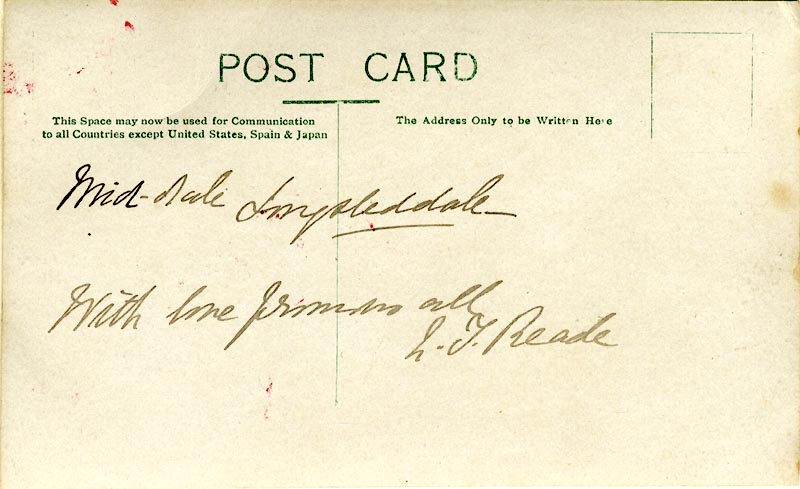 POST CARD
This Space may now be used for Communication
to all Countries except United States, Spain & Japan
The Address Only to be Written Here
Mid-dale Longsleddale
With love from us all
L. T. Reade